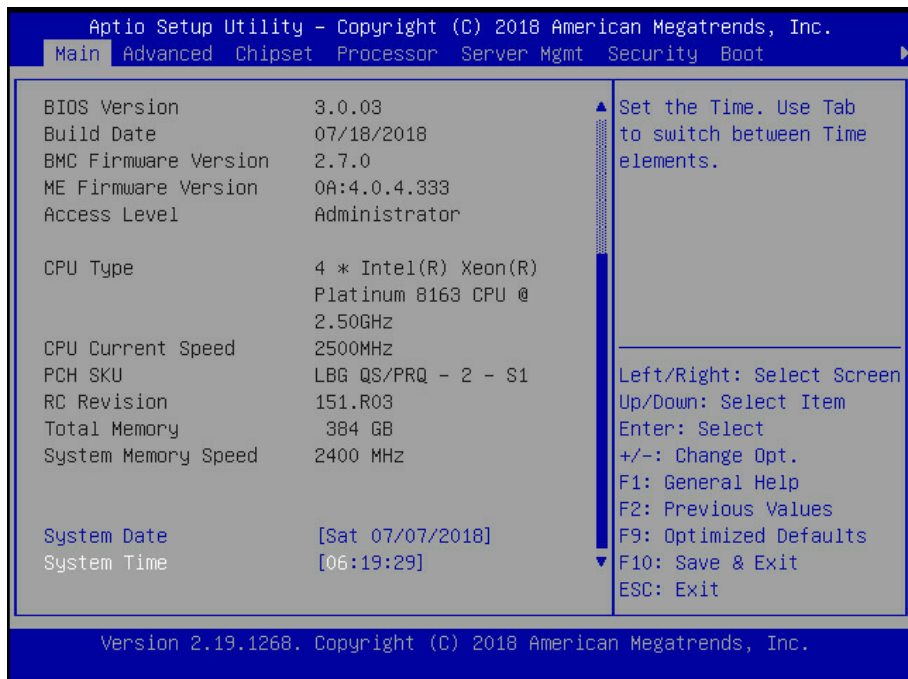 Aptio Setup Utility – Copyright (C) 2018 American Megatrends, Inc.
Main Advanced Chipset Processor Server Mgmt Security Boot
BIOS Version 3.0.03
Build Date 07/18/2018
BMC Firmware Version 2.7.0
ME Firmware Version 0A:4.0.4.333
Access Level Administrator
CPU Type 4 * Intel(R) Xeon(R)
Platinum 8163 CPU @
2.50GHz
CPU Current Speed 2500MHz
PCH SKU LBG QS/PRQ - 2 - S1
RC Revision 151.R03
Total Memory 384 GB
System Memory Speed 2400 MHz
System Date [Sat 07/07/2018]
System Time [06:19:29]
Set the Time. Use Tab
to switch between Time
elements.
Left/Right: Select Screen
Up/Down: Select Item
Enter: Select
+/-: Change Opt.
F1: General Help
F2: Previous Values
F9: Optimized Defaults
F10: Save & Exit
ESC: Exit
Version 2.19.1268. Copyright (C) 2018 American Megatrends, Inc.